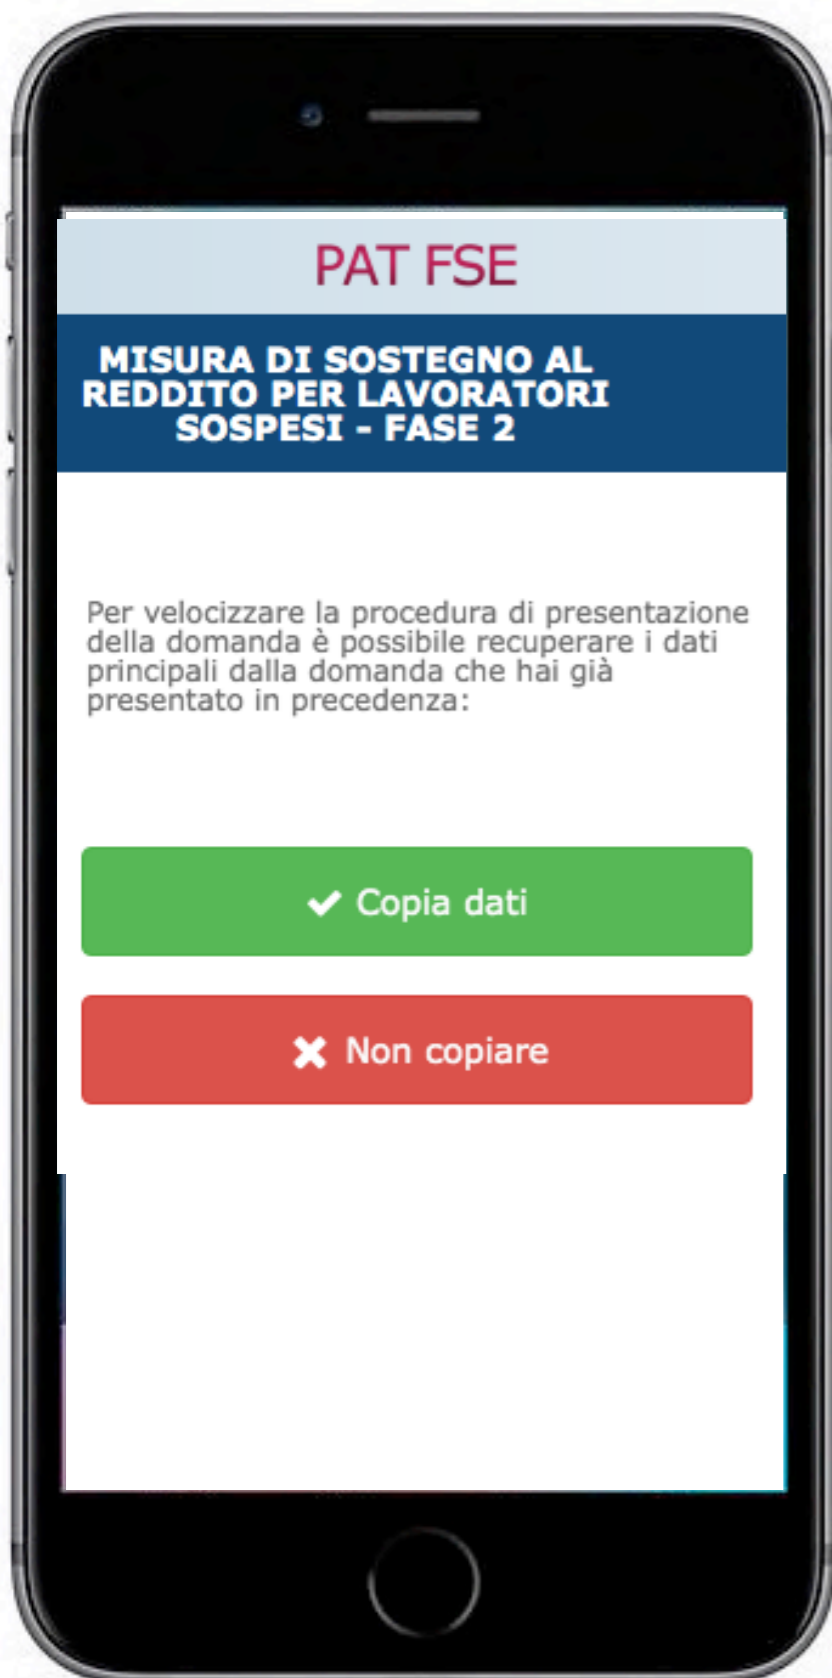 PAT FSE
MISURA DI SOSTEGNO AL
REDDITO PER LAVORATORI
SOSPESI - FASE 2
Per velocizzare la procedura di presentazione
della domanda è possibile recuperare i dati
principali dalla domanda che hai già
presentato in precedenza:
Copia dati
Non copiare